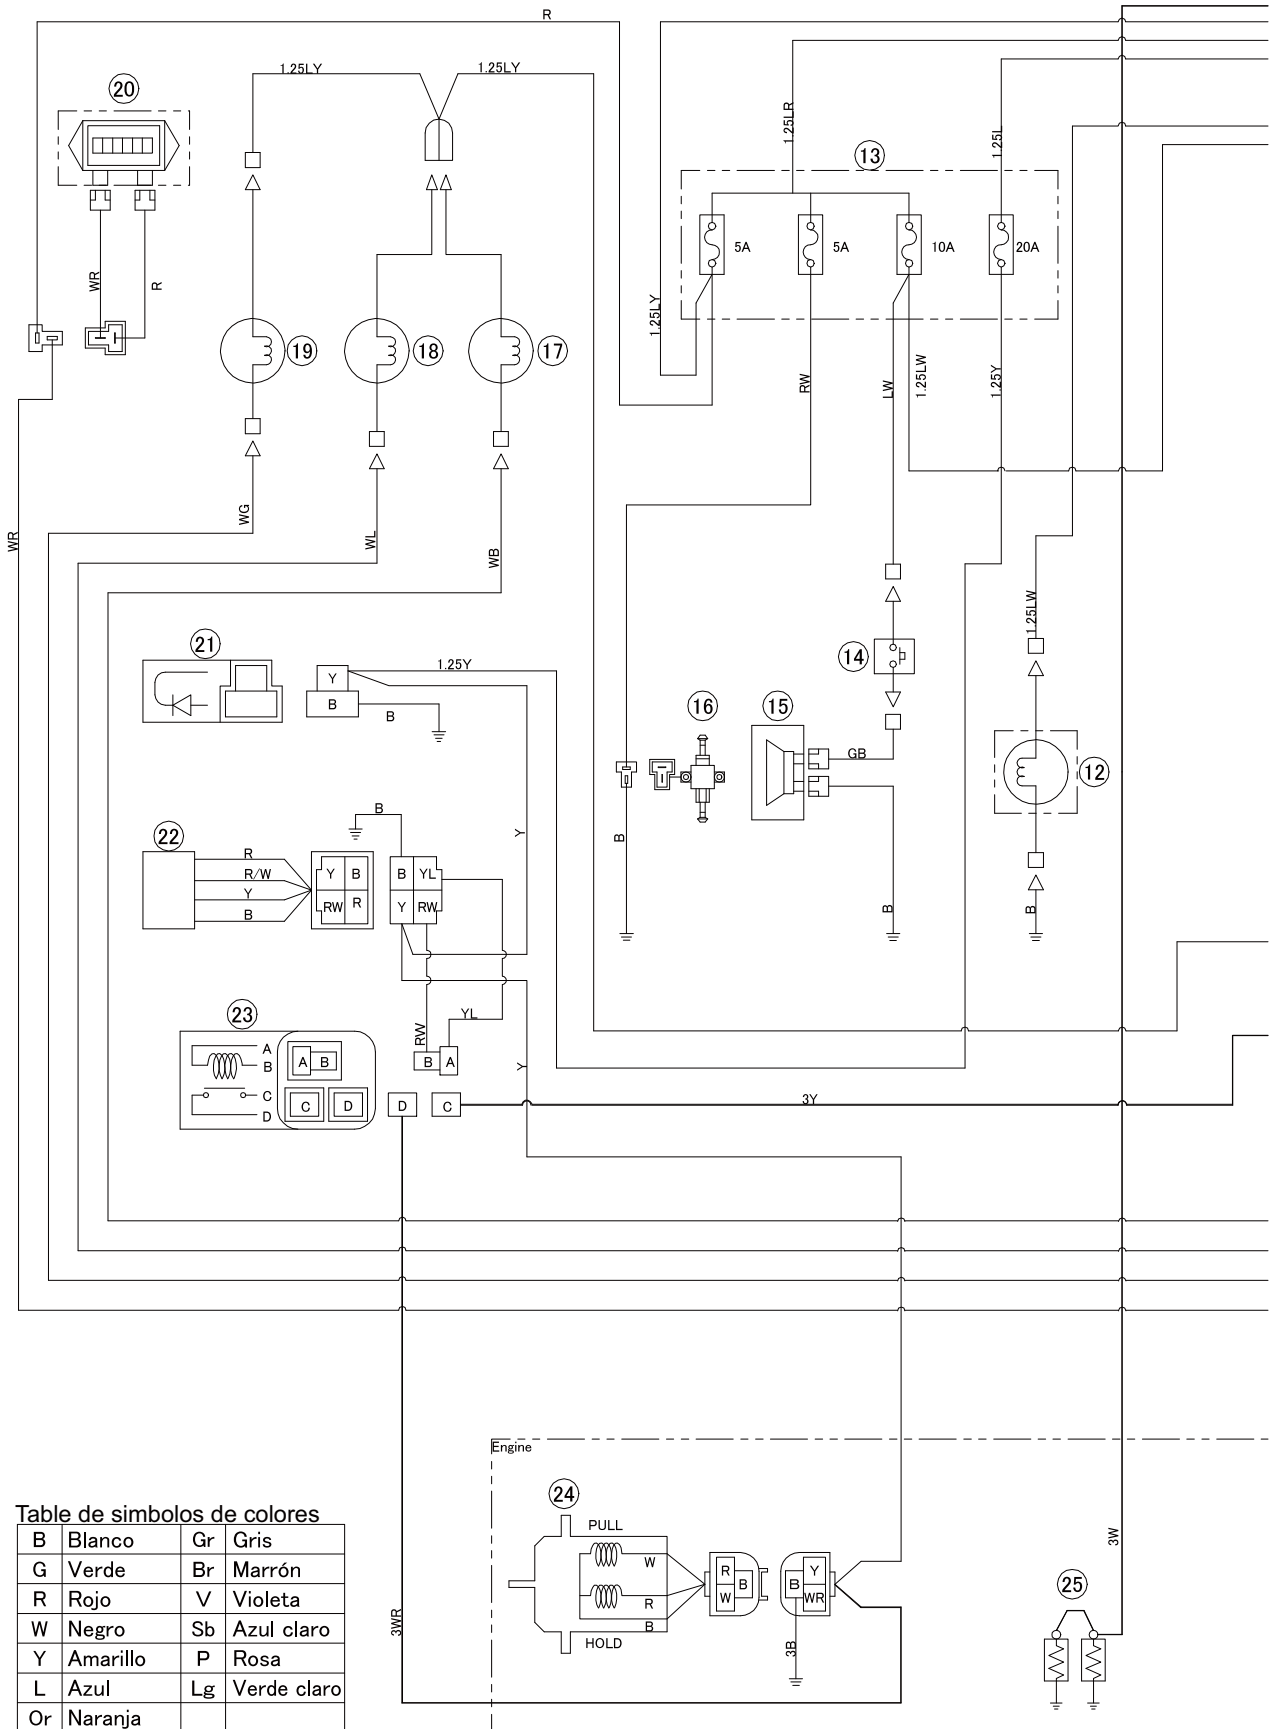 R
1.25LY
1.25LY
20
1.25LR
1.25L
13
5A
5A
10A
20A
WR
R
1.25LY
19
18
17
RW
LW
1.25LW
1.25Y
WR
WG
WL
WB
1.25LW
21
Y
B
1.25Y
B
14
16
15
GB
12
B
Y
B
B
B
22
R
R/W
Y
B
Y
B
RW
R
B
YL
Y
RW
23
A
B
C
D
A
B
C
D
RW
YL
B
A
D
C
Y
3Y
Engine
24
PULL
W
R
B
HOLD
R
B
W
Y
B
WR
3B
3WR
3W
25
Table de simbolos de colores
B Blanco Gr Gris
G Verde Br Marrón
R Rojo V Violeta
W Negro Sb Azul claro
Y Amarillo P Rosa
L Azul Lg Verde claro
Or Naranja